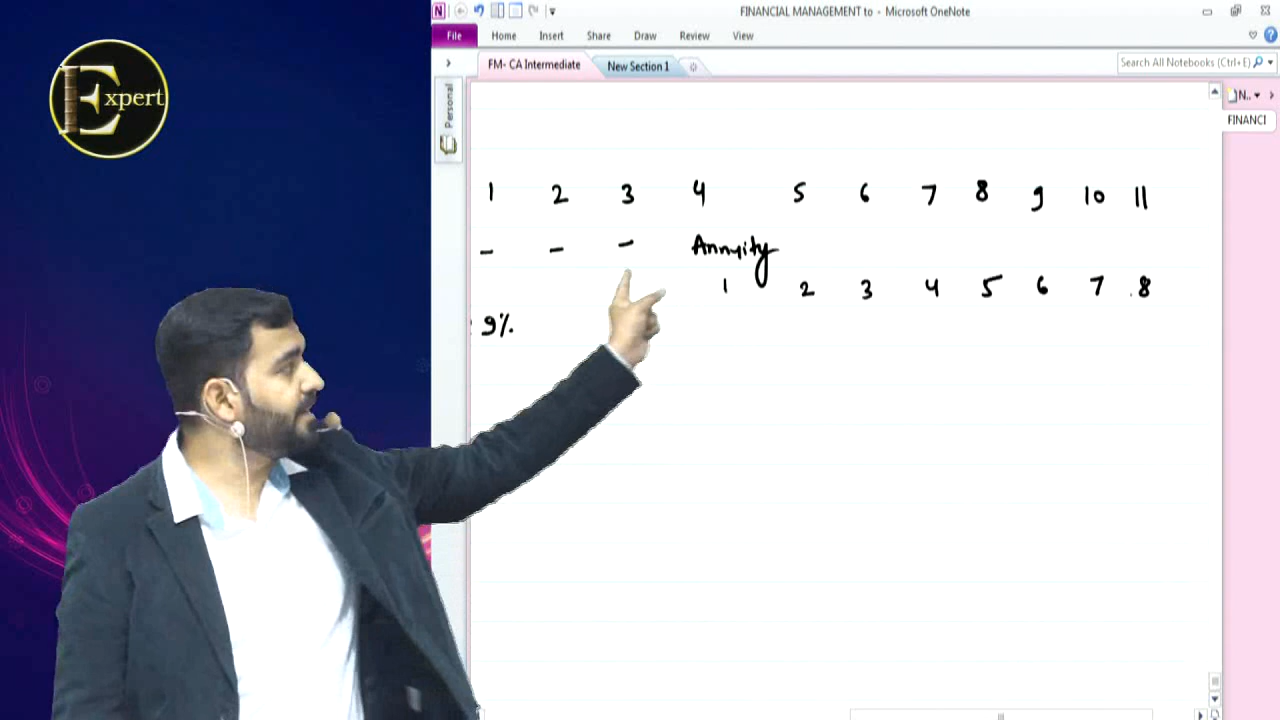 Expert
FINANCIAL MANAGEMENT to - Microsoft OneNote
File Home Insert Share Draw Review View
FM- CA Intermediate New Section 1
Search All Notebooks (Ctrl+E)
N..
Personal
FINANCI
1 2 3 4 5 6 7 8 9 10 11
- - - Annyity
1 2 3 4 5 6 7 8
: 9%.